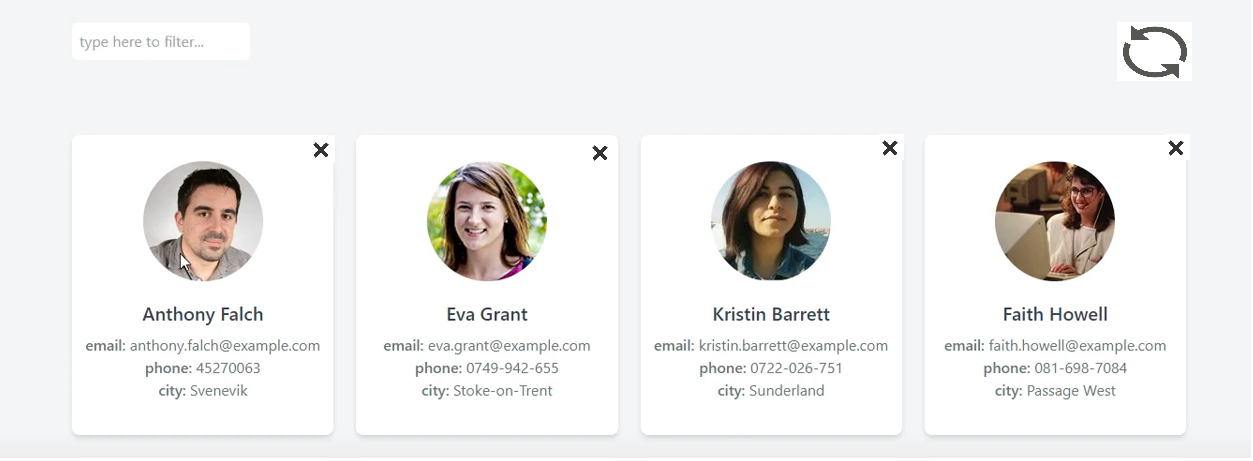 type here to filter...
Anthony Falch
email: anthony.falch@example.com
phone: 45270063
city: Svenevik
Eva Grant
email: eva.grant@example.com
phone: 0749-942-655
city: Stoke-on-Trent
Kristin Barrett
email: kristin.barrett@example.com
phone: 0722-026-751
city: Sunderland
Faith Howell
email: faith.howell@example.com
phone: 081-698-7084
city: Passage West